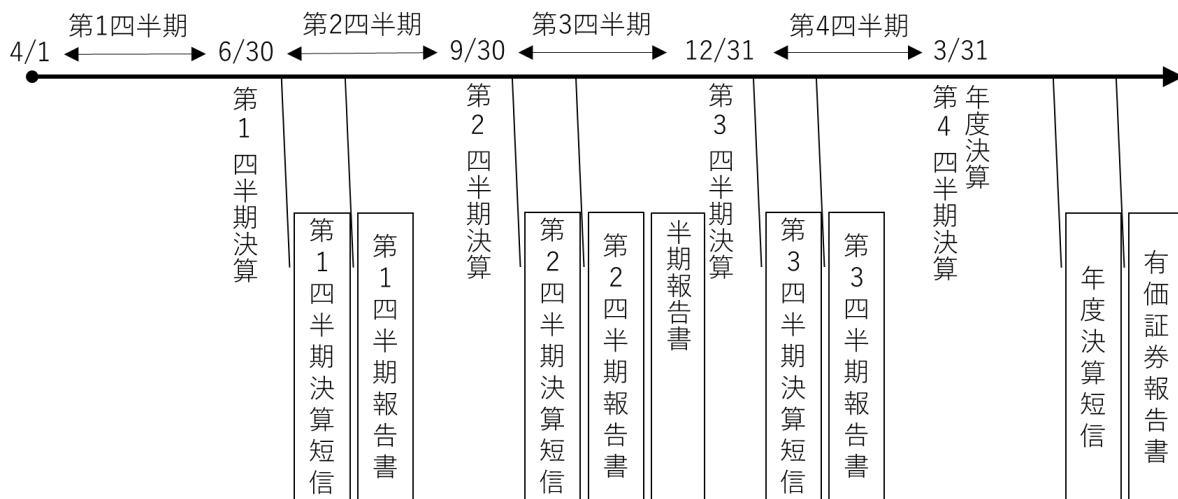 第1四半期
第2四半期
第3四半期
第4四半期
4/1
6/30
9/30
12/31
3/31
第1四半期決算
第2四半期決算
第3四半期決算
第4四半期決算
年度決算
第1四半期決算短信
第1四半期報告書
第2四半期決算短信
第2四半期報告書
半期報告書
第3四半期決算短信
第3四半期報告書
年度決算短信
有価証券報告書